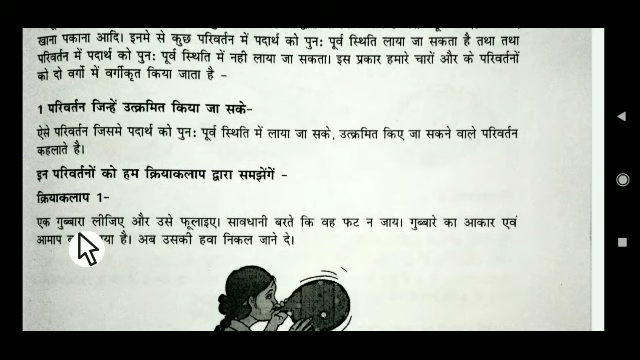 खाना पकाना आदि। इनमे से कुछ परिवर्तन में पदार्थ को पुन: पूर्व स्थिति लाया जा सकता है तथा तथा
परिवर्तन में पदार्थ को पुन: पूर्व स्थिति में नही लाया जा सकता। इस प्रकार हमारे चारों और के परिवर्तनों
को दो वर्गो में वर्गीकृत किया जाता है –
1 परिवर्तन जिन्हें उत्क्रमित किया जा सके–
ऐसे परिवर्तन जिसमे पदार्थ को पुन: पूर्व स्थिति में लाया जा सके, उत्क्रमित किए जा सकने वाले परिवर्तन
कहलाते है।
इन परिवर्तनों को हम क्रियाकलाप द्वारा समझेंगें –
क्रियाकलाप 1–
एक गुब्बारा लीजिए और उसे फूलाइए। सावधानी बरते कि वह फट न जाय। गुब्बारे का आकार एवं
आमाप है। अब उसकी हवा निकल जाने दे।